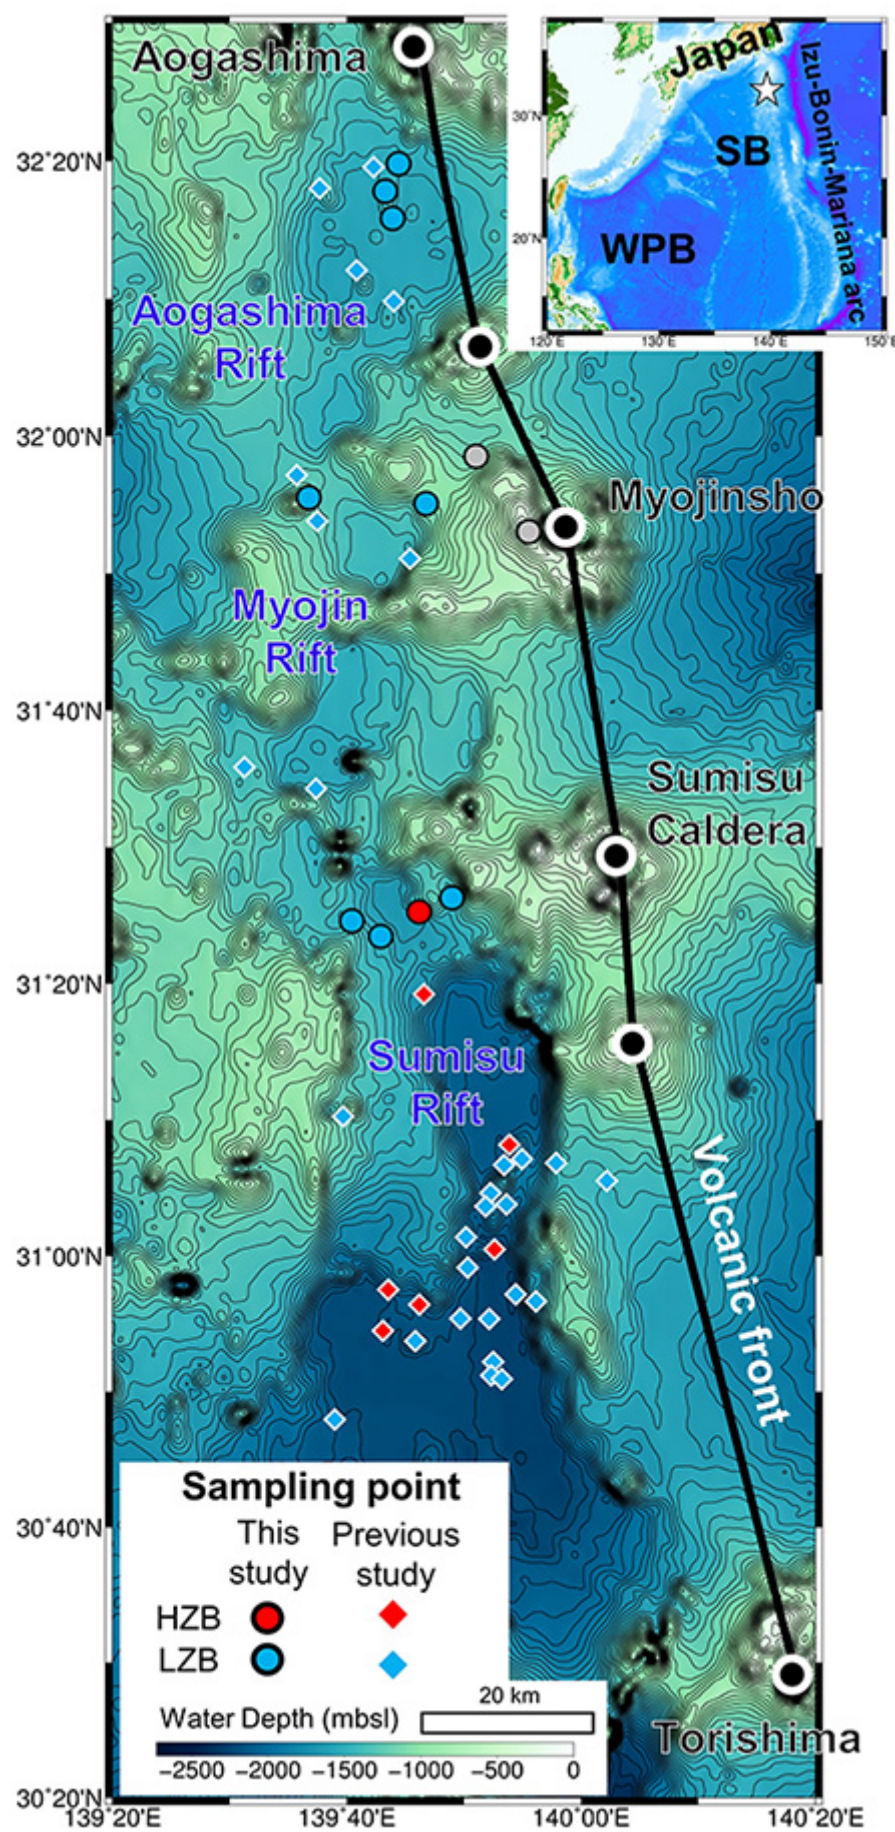 Aogashima
Japan
Izu-Bonin-Mariana arc
30°N
SB
20°N
WPB
120°E
130°E
140°E
150°E
32°20'N
Aogashima
Rift
32°00'N
Myojinsho
Myojin
Rift
31°40'N
Sumisu
Caldera
31°20'N
Sumisu
Rift
Volcanic front
31°00'N
30°40'N
Sampling point
This
study
Previous
study
HZB
LZB
20 km
Water Depth (mbsl)
−2500 −2000 −1500 −1000 −500 0
Torishima
30°20'N
139°20'E
139°40'E
140°00'E
140°20'E